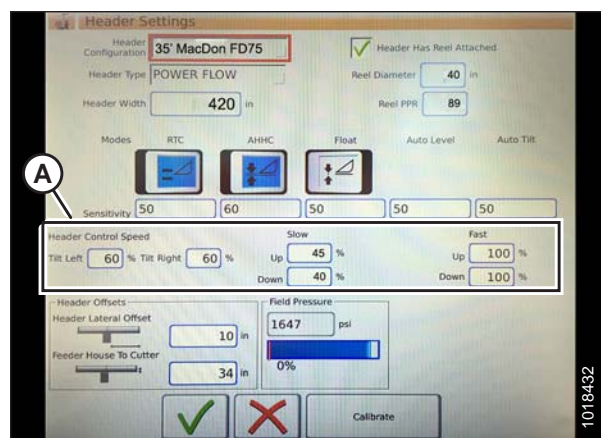 Header Settings
Header Configuration 35' MacDon FD75
Header Has Reel Attached
Header Type POWER FLOW
Reel Diameter 40 in
Header Width 420 in
Reel PPR 89
Modes RTC AHHC Float Auto Level Auto Tilt
A
Sensitivity 50 60 50 50 50
Header Control Speed Slow Fast
Tilt Left 60 % Tilt Right 60 % Up 45 % Up 100 %
Down 40 % Down 100 %
Header Offsets Field Pressure
Header Lateral Offset 10 in 1647 psi
Feeder House To Cutter 34 in 0%
Calibrate
1018432